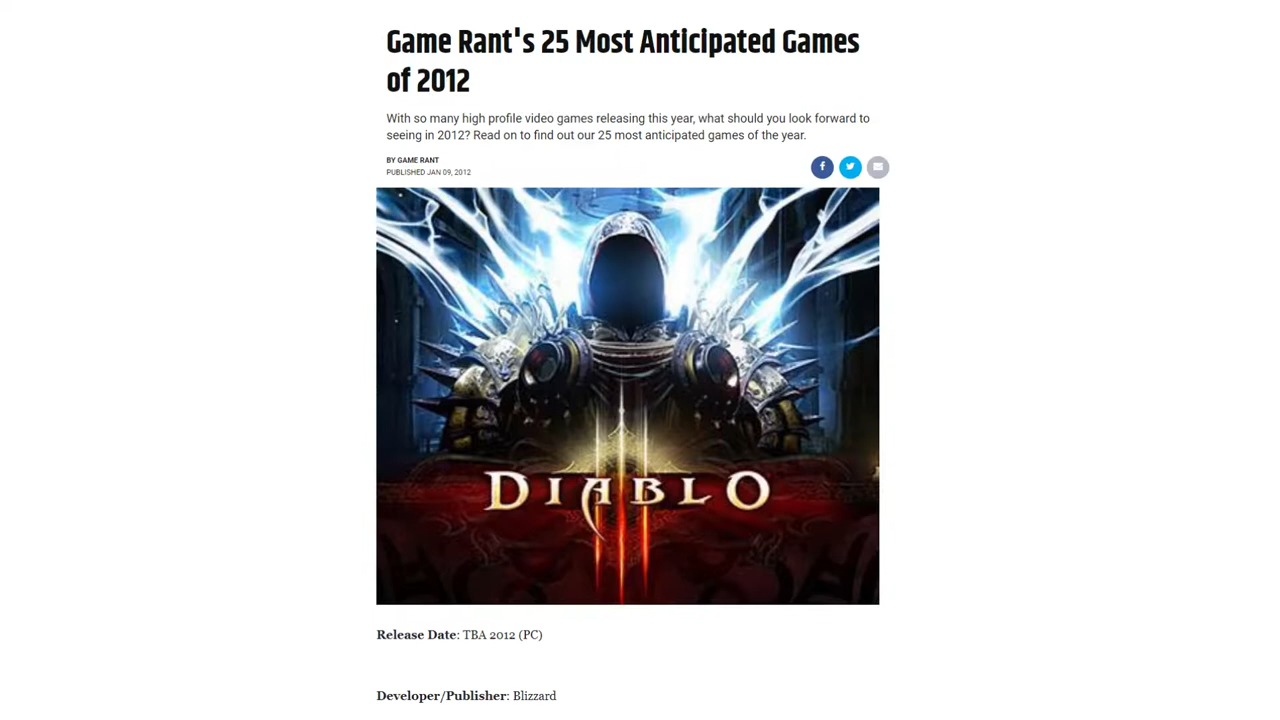 Game Rant's 25 Most Anticipated Games
of 2012
With so many high profile video games releasing this year, what should you look forward to
seeing in 2012? Read on to find out our 25 most anticipated games of the year.
BY GAME RANT
PUBLISHED JAN 09, 2012
DIABLO
III
Release Date: TBA 2012 (PC)
Developer/Publisher: Blizzard